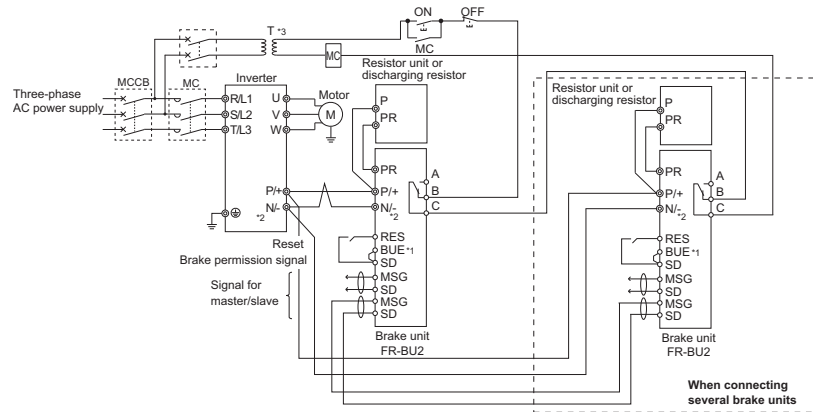 ON
OFF
T *3
MC
MC
Resistor unit or
discharging resistor
MCCB
MC
Inverter
Motor
Three-phase
AC power supply
R/L1
S/L2
T/L3
U
V
W
M
P
PR
PR
P/+
N/-
*2
A
B
C
P/+
N/-
*2
Reset
Brake permission signal
Signal for
master/slave
RES
BUE*1
SD
MSG
SD
MSG
SD
Brake unit
FR-BU2
Resistor unit or
discharging resistor
P
PR
PR
P/+
N/-
*2
A
B
C
RES
BUE*1
SD
MSG
SD
MSG
SD
Brake unit
FR-BU2
When connecting
several brake units